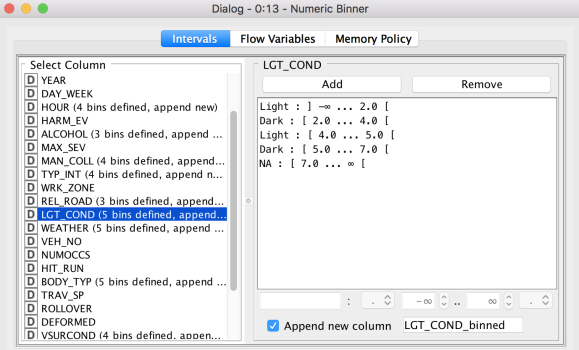 Dialog - 0:13 - Numeric Binner
Intervals Flow Variables Memory Policy
Select Column
D YEAR
D DAY_WEEK
D HOUR (4 bins defined, append new)
D HARM_EV
D ALCOHOL (3 bins defined, append ...
D MAX_SEV
D MAN_COLL (4 bins defined, append...
D TYP_INT (4 bins defined, append n...
D WRK_ZONE
D REL_ROAD (3 bins defined, append...
D LGT_COND (5 bins defined, append...
D WEATHER (5 bins defined, append ...
D VEH_NO
D NUMOCCS
D HIT_RUN
D BODY_TYP (5 bins defined, append ...
D TRAV_SP
D ROLLOVER
D DEFORMED
D VSURCOND (4 bins defined, appen...
LGT_COND
Add Remove
Light : ] -∞ ... 2.0 [
Dark : [ 2.0 ... 4.0 [
Light : [ 4.0 ... 5.0 [
Dark : [ 5.0 ... 7.0 [
NA : [ 7.0 ... ∞ [
: . -∞ .. ∞ .
Append new column LGT_COND_binned